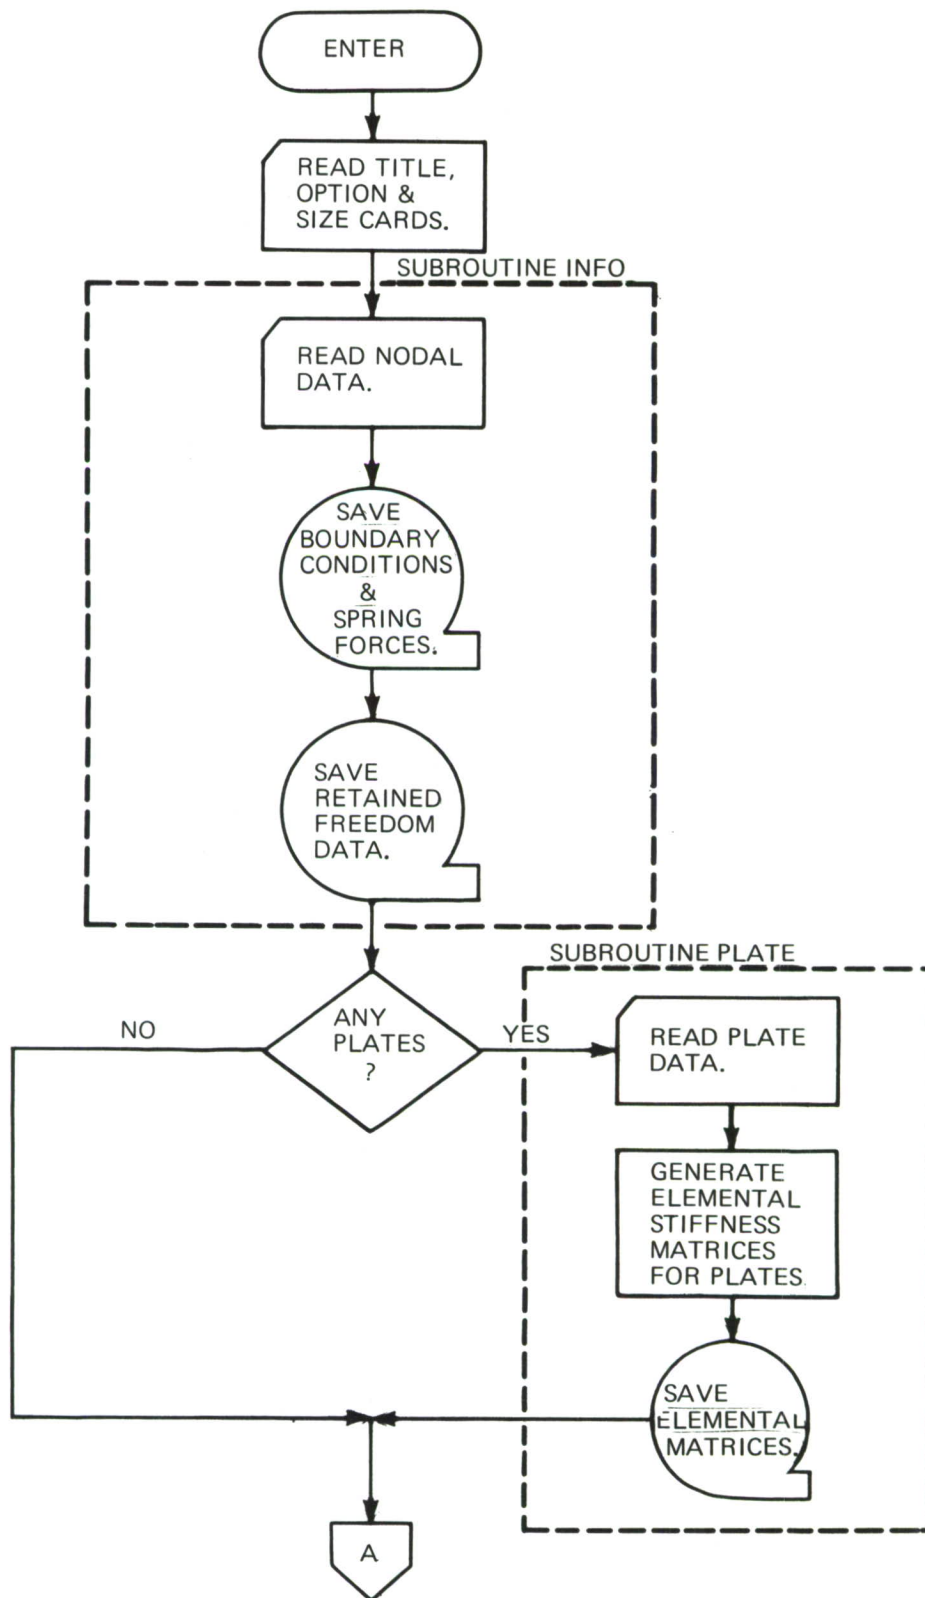 ENTER
READ TITLE,
OPTION &
SIZE CARDS.
SUBROUTINE INFO
READ NODAL
DATA.
SAVE
BOUNDARY
CONDITIONS
&
SPRING
FORCES.
SAVE
RETAINED
FREEDOM
DATA.
ANY
PLATES
?
NO
YES
SUBROUTINE PLATE
READ PLATE
DATA.
GENERATE
ELEMENTAL
STIFFNESS
MATRICES
FOR PLATES.
SAVE
ELEMENTAL
MATRICES.
A